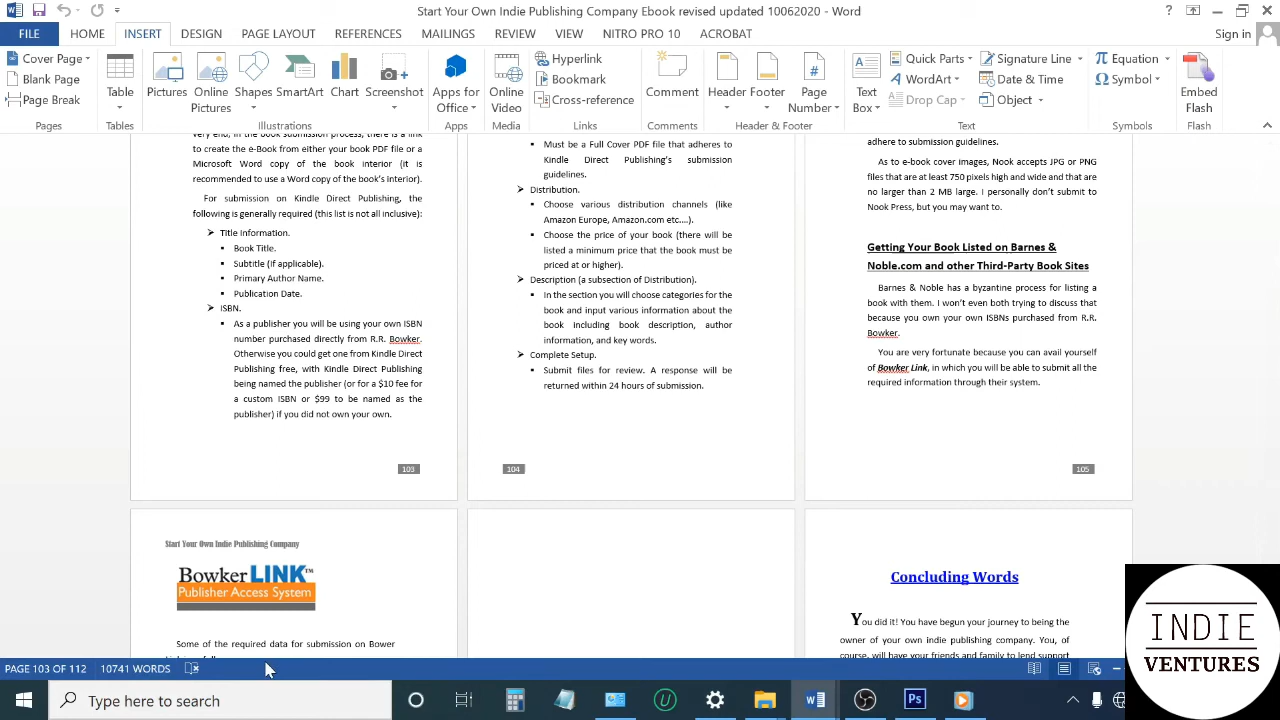 Start Your Own Indie Publishing Company Ebook revised updated 10062020 - Word
FILE HOME INSERT DESIGN PAGE LAYOUT REFERENCES MAILINGS REVIEW VIEW NITRO PRO 10 ACROBAT Sign in
Cover Page
Blank Page
Page Break
Pages
Table
Tables
Pictures
Online Pictures
Shapes
SmartArt
Chart
Screenshot
Illustrations
Apps for Office
Apps
Online Video
Media
Hyperlink
Bookmark
Cross-reference
Links
Comment
Comments
Header
Footer
Page Number
Header & Footer
Text Box
Quick Parts
WordArt
Drop Cap
Signature Line
Date & Time
Object
Text
Equation
Symbol
Symbols
Embed Flash
Flash
very end, in the book submission process, there is a link
to create the e-Book from either your book PDF file or a
Microsoft Word copy of the book interior (it is
recommended to use a Word copy of the book's interior).
For submission on Kindle Direct Publishing, the
following is generally required (this list is not all inclusive):
Title Information.
Book Title.
Subtitle (if applicable).
Primary Author Name.
Publication Date.
ISBN.
As a publisher you will be using your own ISBN
number purchased directly from R.R. Bowker.
Otherwise you could get one from Kindle Direct
Publishing free, with Kindle Direct Publishing
being named the publisher (or for a $10 fee for
a custom ISBN or $99 to be named as the
publisher) if you did not own your own.
103
Must be a Full Cover PDF file that adheres to
Kindle Direct Publishing's submission
guidelines.
Distribution.
Choose various distribution channels (like
Amazon Europe, Amazon.com etc....).
Choose the price of your book (there will be
listed a minimum price that the book must be
priced at or higher).
Description (a subsection of Distribution).
In the section you will choose categories for the
book and input various information about the
book including book description, author
information, and key words.
Complete Setup.
Submit files for review. A response will be
returned within 24 hours of submission.
104
adhere to submission guidelines.
As to e-book cover images, Nook accepts JPG or PNG
files that are at least 750 pixels high and wide and that are
no larger than 2 MB large. I personally don't submit to
Nook Press, but you may want to.
Getting Your Book Listed on Barnes &
Noble.com and other Third-Party Book Sites
Barnes & Noble has a byzantine process for listing a
book with them. I won't even both trying to discuss that
because you own your own ISBNs purchased from R.R.
Bowker.
You are very fortunate because you can avail yourself
of Bowker Link, in which you will be able to submit all the
required information through their system.
105
Start Your Own Indie Publishing Company
BowkerLINK™
Publisher Access System
Some of the required data for submission on Bower
Concluding Words
You did it! You have begun your journey to being the
owner of your own indie publishing company. You, of
course, will have your friends and family to lend support
INDIE
VENTURES
PAGE 103 OF 112 10741 WORDS
Type here to search